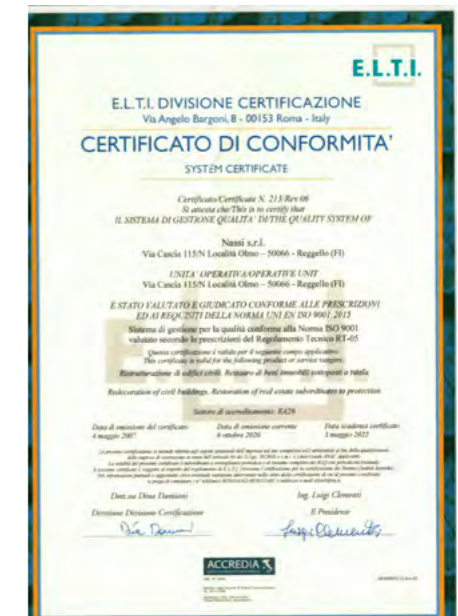 E.L.T.I.
E.L.T.I. DIVISIONE CERTIFICAZIONE
Via Angelo Bargoni, 8 - 00153 Roma - Italy
CERTIFICATO DI CONFORMITA'
SYSTEM CERTIFICATE
Certificato/Certificate N. 213/Rev 06
Si attesta che/This is to certify that
IL SISTEMA DI GESTIONE QUALITA' DI/THE QUALITY SYSTEM OF
Nassi s.r.l.
Via Cascia 115/N Località Olmo – 50066 - Reggello (FI)
UNITA' OPERATIVA/OPERATIVE UNIT
Via Cascia 115/N Località Olmo – 50066 - Reggello (FI)
E STATO VALUTATO E GIUDICATO CONFORME ALLE PRESCRIZIONI
ED AI REQUISITI DELLA NORMA UNI EN ISO 9001:2015
Sistema di gestione per la qualità conforme alla Norma ISO 9001
valutato secondo le prescrizioni del Regolamento Tecnico RT-05
Questa certificazione è valida per il seguente campo applicativo:
This certificate is valid for the following product or service ranges:
Ristrutturazione di edifici civili. Restauro di beni immobili sottoposti a tutela
Redecoration of civil buildings. Restoration of real estate subordinates to protection
Settore di accreditamento: EA28
Data di emissione del certificato Data di emissione corrente Data scadenza certificato
4 maggio 2007 6 ottobre 2020 3 maggio 2022
Dott.sa Dina Damiani Ing. Luigi Clementi
Direzione Divisione Certificazione Il Presidente
ACCREDIA